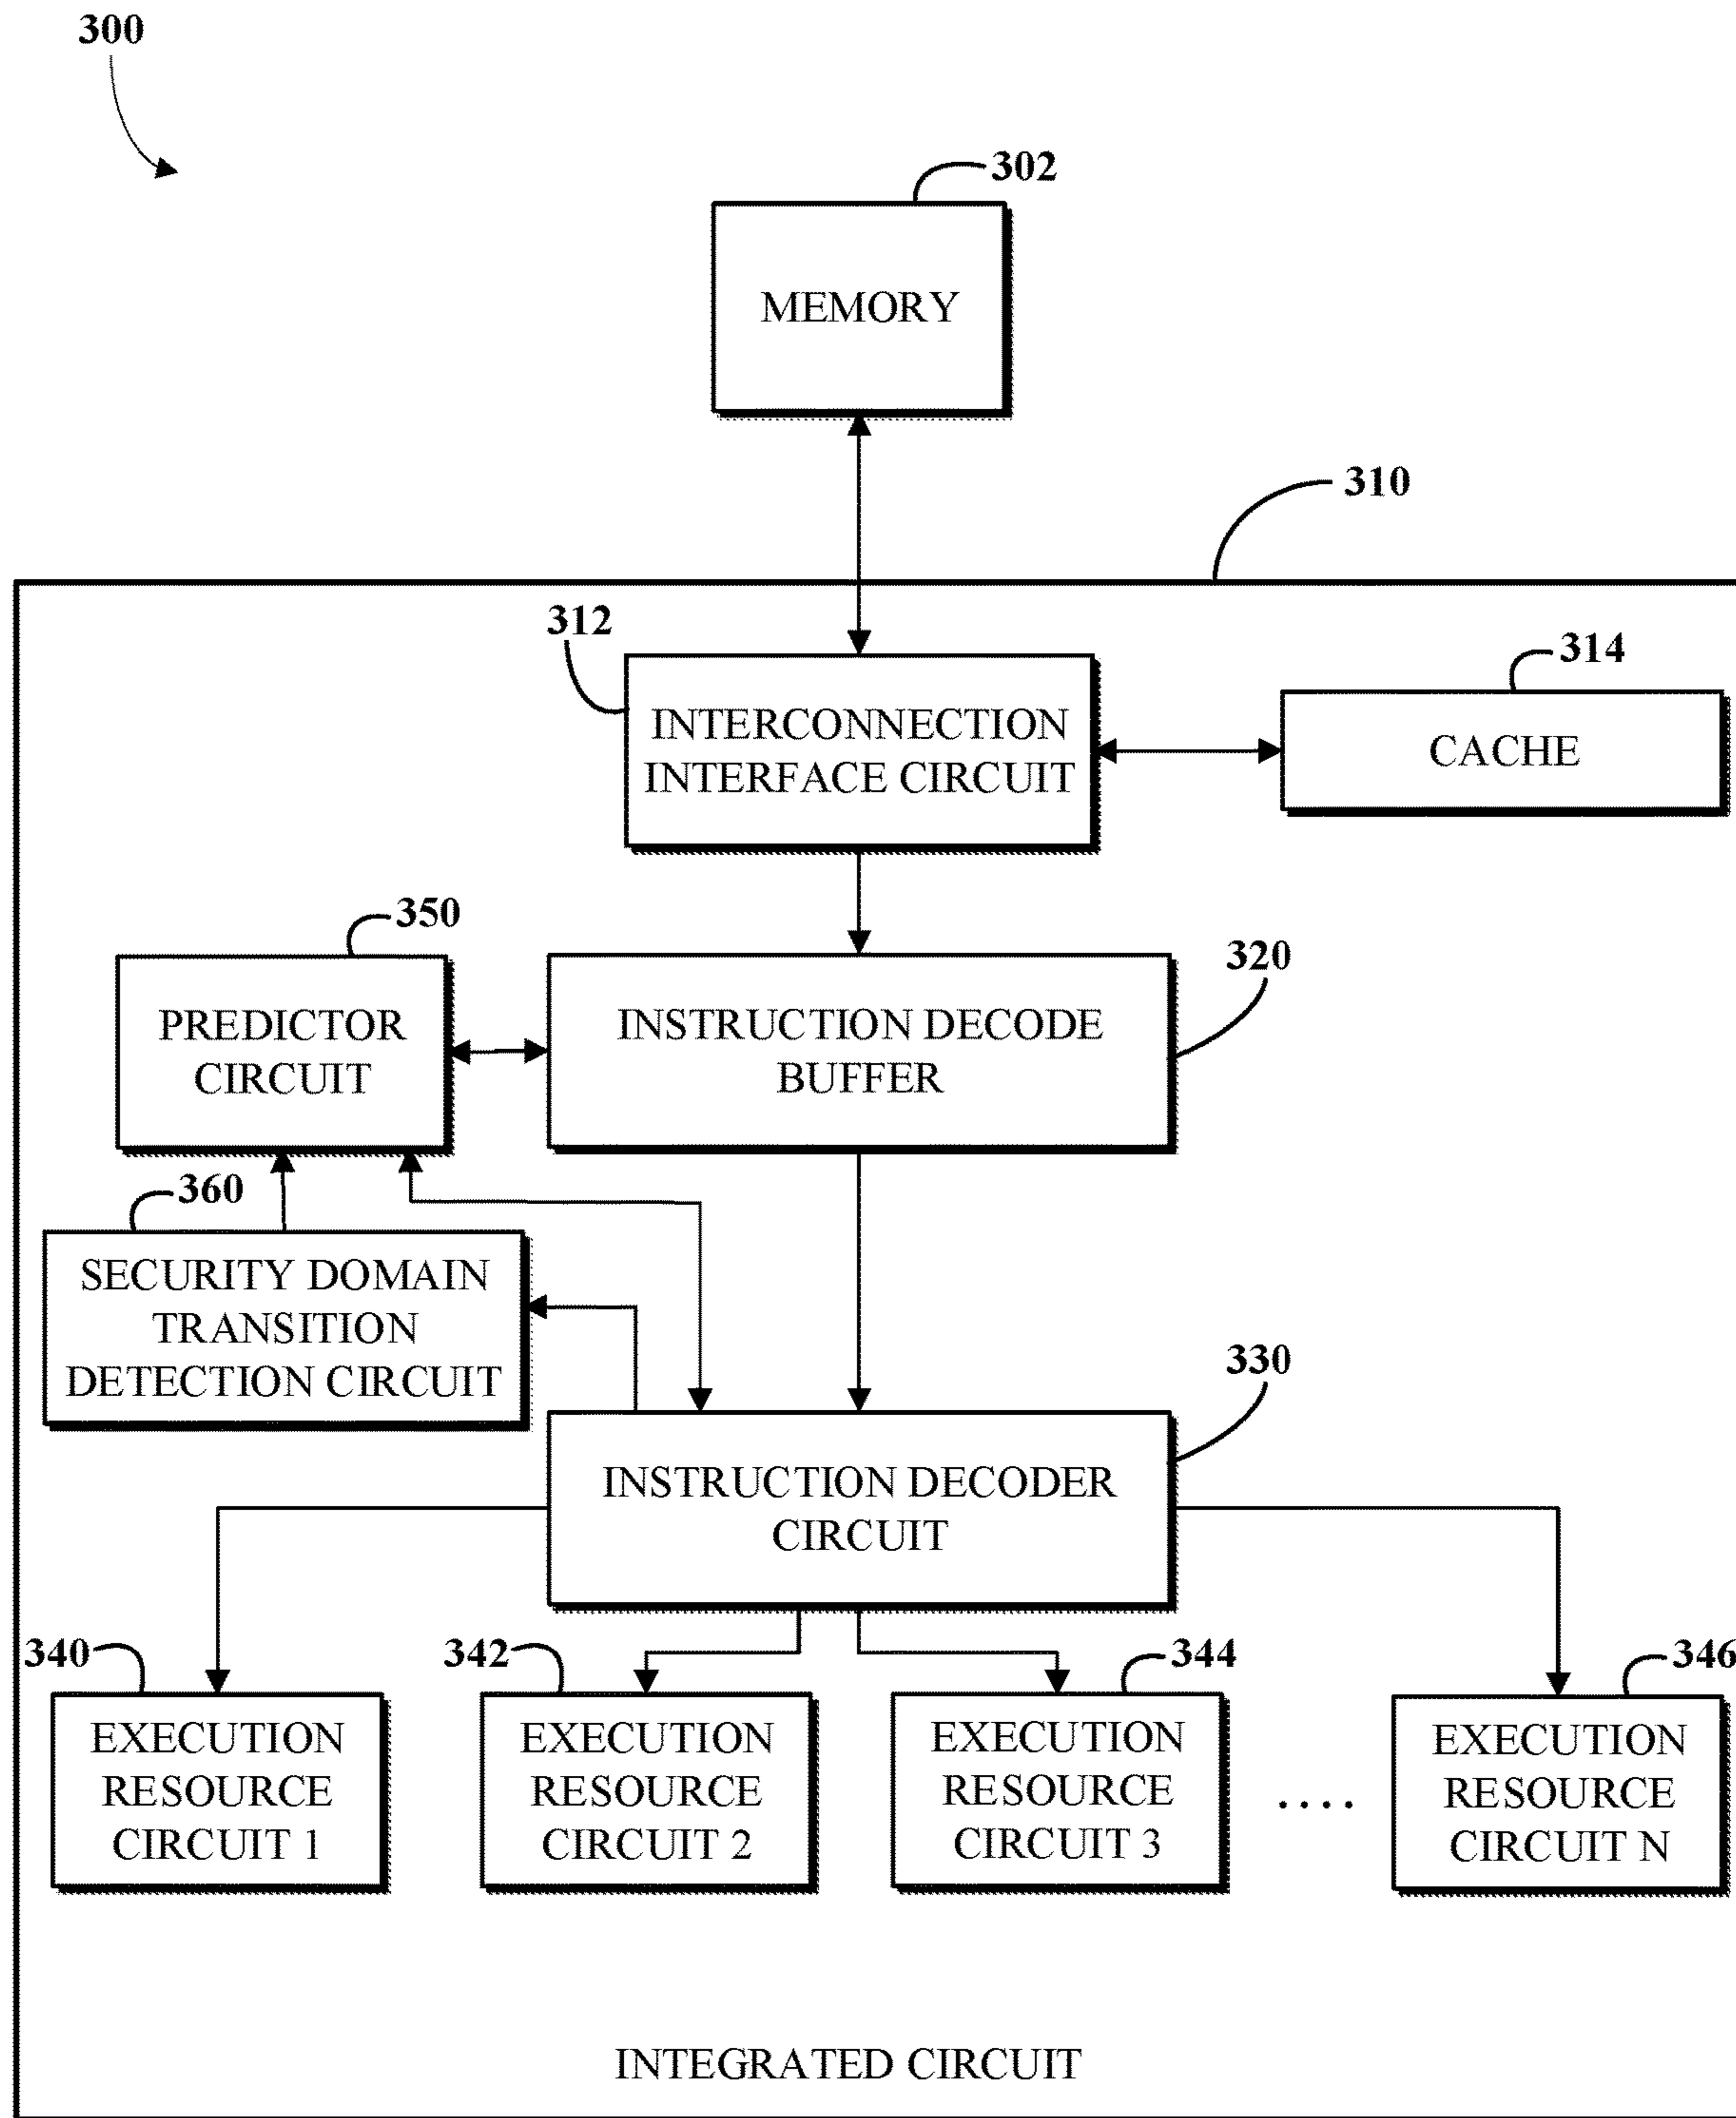 300
302
MEMORY
310
312
INTERCONNECTION
INTERFACE CIRCUIT
314
CACHE
350
PREDICTOR
CIRCUIT
320
INSTRUCTION DECODE
BUFFER
360
SECURITY DOMAIN
TRANSITION
DETECTION CIRCUIT
330
INSTRUCTION DECODER
CIRCUIT
340
EXECUTION
RESOURCE
CIRCUIT 1
342
EXECUTION
RESOURCE
CIRCUIT 2
344
EXECUTION
RESOURCE
CIRCUIT 3
....
346
EXECUTION
RESOURCE
CIRCUIT N
INTEGRATED CIRCUIT